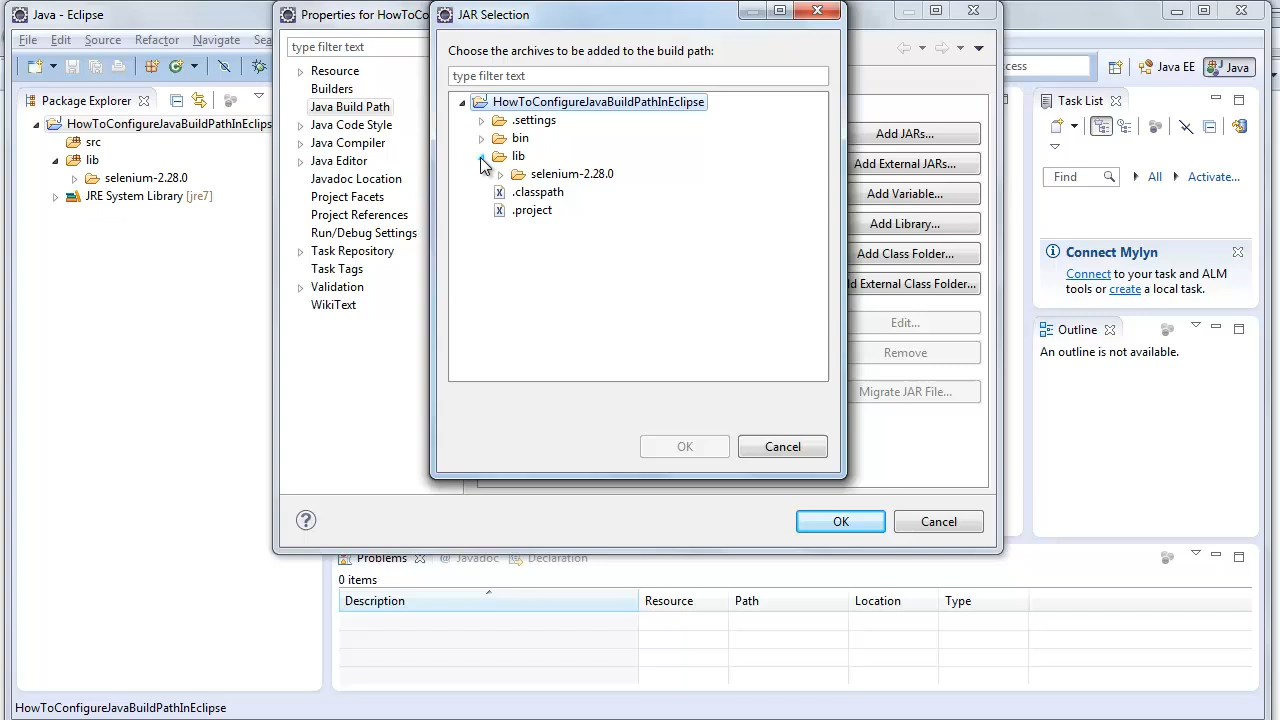 Java - Eclipse
File Edit Source Refactor Navigate Sea
Package Explorer
HowToConfigureJavaBuildPathInEclips
src
lib
selenium-2.28.0
JRE System Library [jre7]
Properties for HowToCo
type filter text
Resource
Builders
Java Build Path
Java Code Style
Java Compiler
Java Editor
Javadoc Location
Project Facets
Project References
Run/Debug Settings
Task Repository
Task Tags
Validation
WikiText
JAR Selection
Choose the archives to be added to the build path:
type filter text
HowToConfigureJavaBuildPathInEclipse
.settings
bin
lib
selenium-2.28.0
.classpath
.project
OK Cancel
Add JARs...
Add External JARs...
Add Variable...
Add Library...
Add Class Folder...
d External Class Folder...
Edit...
Remove
Migrate JAR File...
OK Cancel
cess
Java EE
Java
Task List
Find
All
Activate...
Connect Mylyn
Connect to your task and ALM
tools or create a local task.
Outline
An outline is not available.
Problems @ Javadoc Declaration
0 items
Description Resource Path Location Type
HowToConfigureJavaBuildPathInEclipse